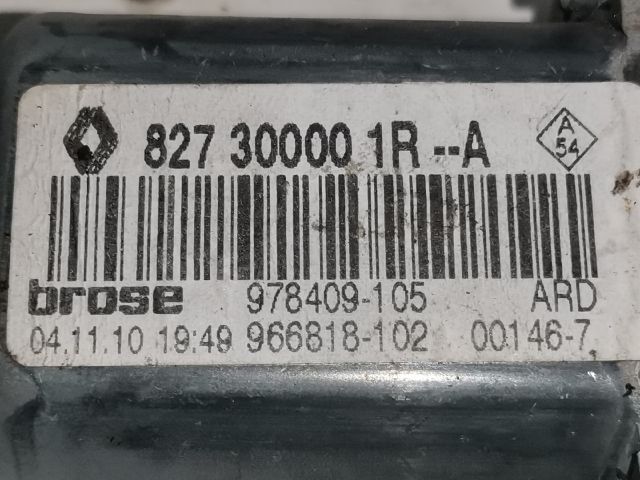 827 30000 1R --A
A
54
brose 978409-105 ARD
04.11.10 19:49 966818-102 00146-7